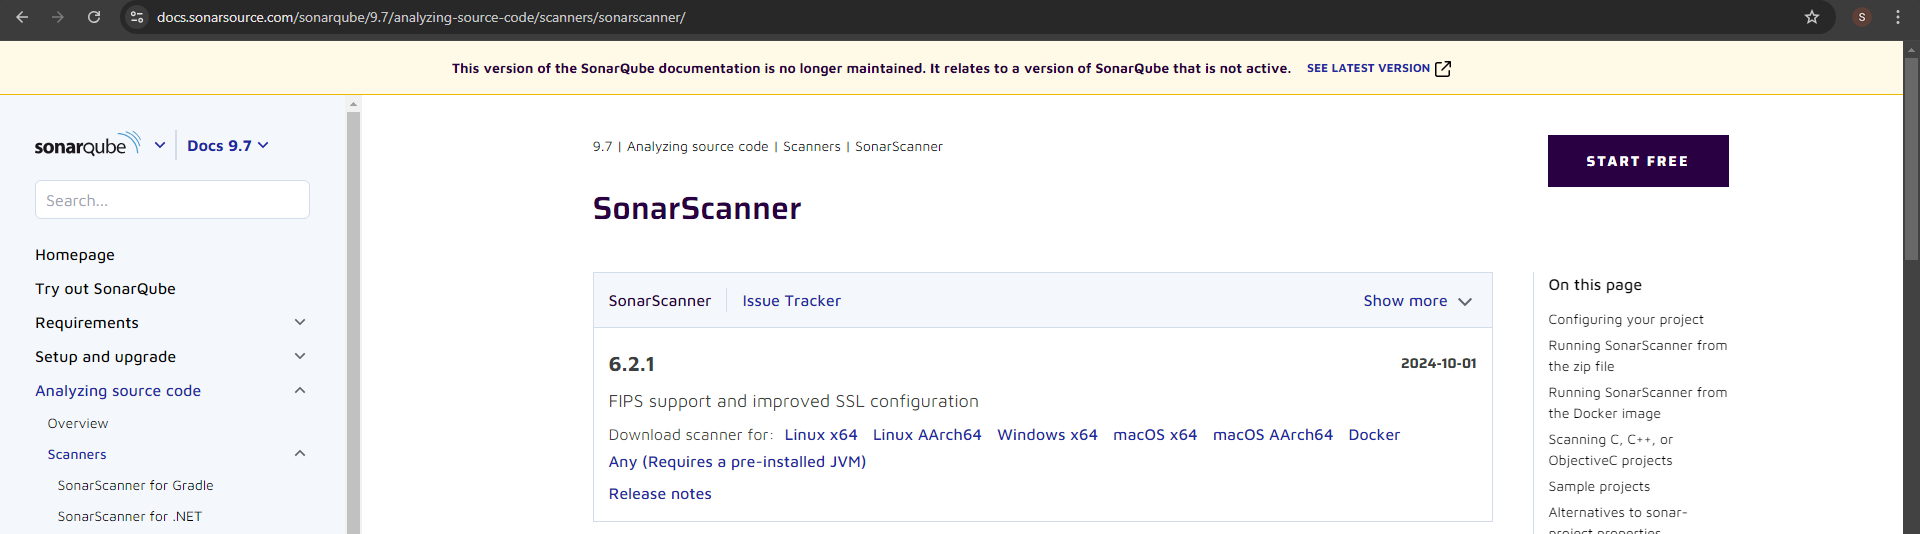 docs.sonarsource.com/sonarqube/9.7/analyzing-source-code/scanners/sonarscanner/
S
This version of the SonarQube documentation is no longer maintained. It relates to a version of SonarQube that is not active. SEE LATEST VERSION
sonarqube
Docs 9.7
Search...
Homepage
Try out SonarQube
Requirements
Setup and upgrade
Analyzing source code
Overview
Scanners
SonarScanner for Gradle
SonarScanner for .NET
9.7 | Analyzing source code | Scanners | SonarScanner
SonarScanner
SonarScanner Issue Tracker Show more
6.2.1 2024-10-01
FIPS support and improved SSL configuration
Download scanner for: Linux x64 Linux AArch64 Windows x64 macOS x64 macOS AArch64 Docker
Any (Requires a pre-installed JVM)
Release notes
START FREE
On this page
Configuring your project
Running SonarScanner from
the zip file
Running SonarScanner from
the Docker image
Scanning C, C++, or
ObjectiveC projects
Sample projects
Alternatives to sonar-
project.properties